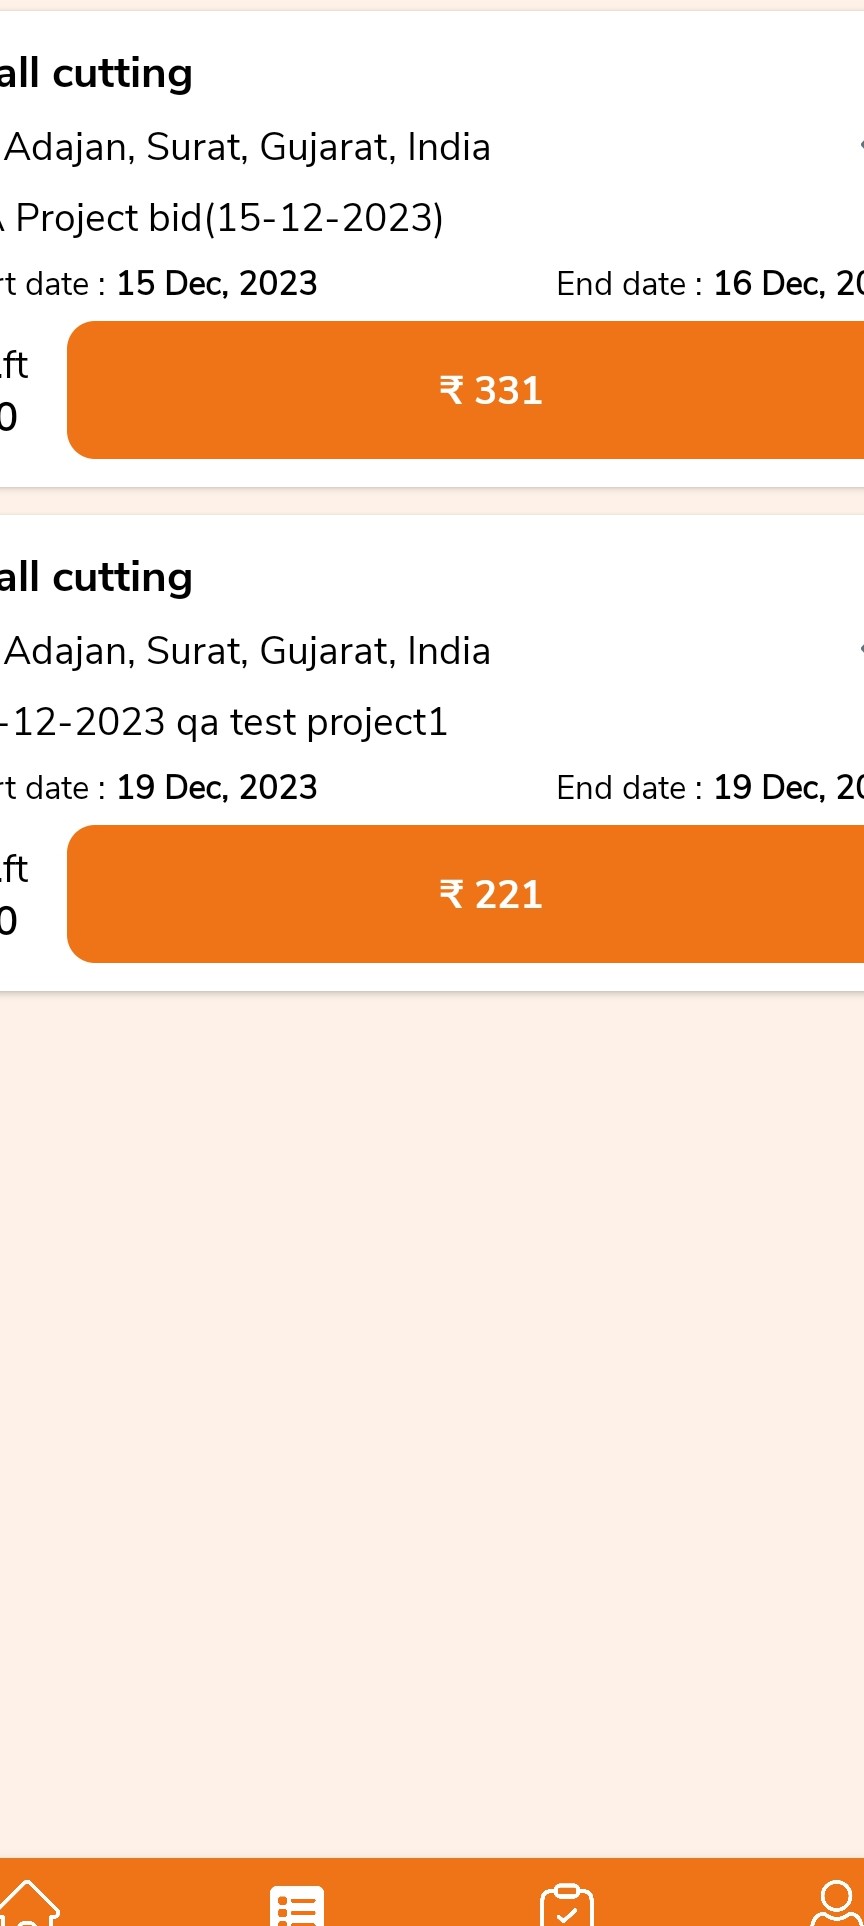 all cutting
Adajan, Surat, Gujarat, India
Project bid(15-12-2023)
rt date : 15 Dec, 2023 End date : 16 Dec, 20
ft
0
₹ 331
all cutting
Adajan, Surat, Gujarat, India
-12-2023 qa test project1
rt date : 19 Dec, 2023 End date : 19 Dec, 20
ft
0
₹ 221